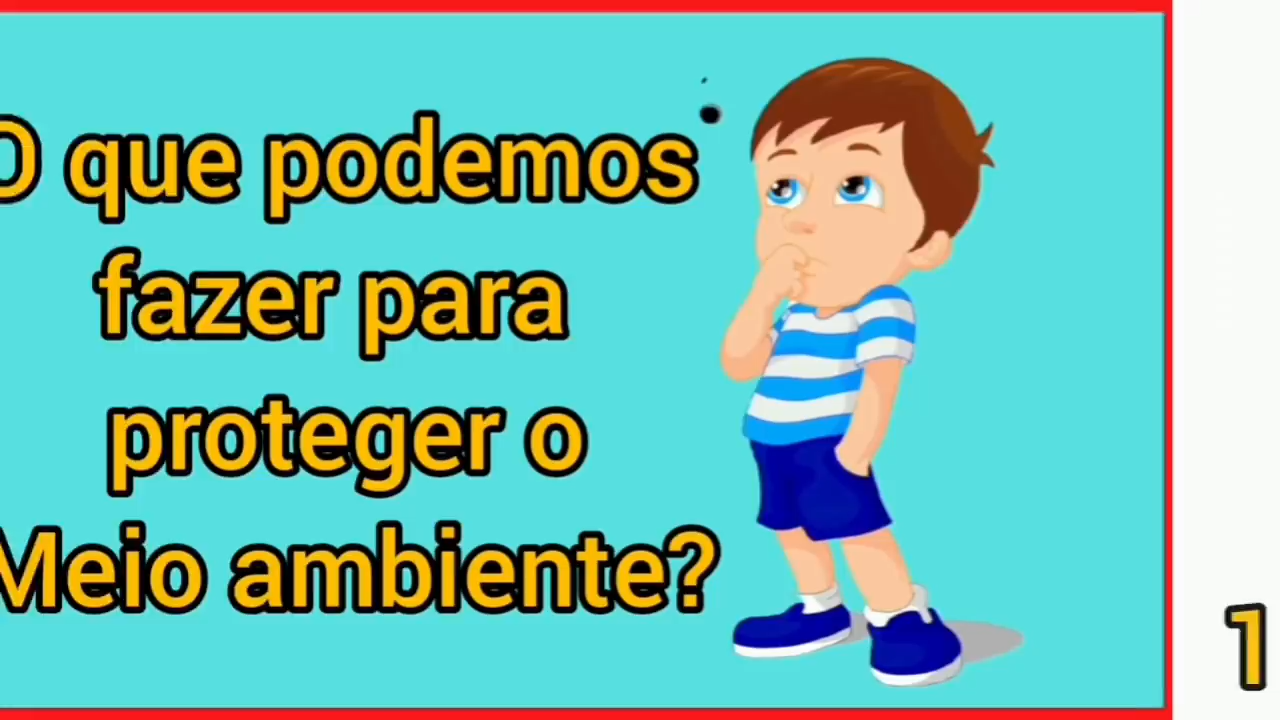 O que podemos
fazer para
proteger o
Meio ambiente?
1